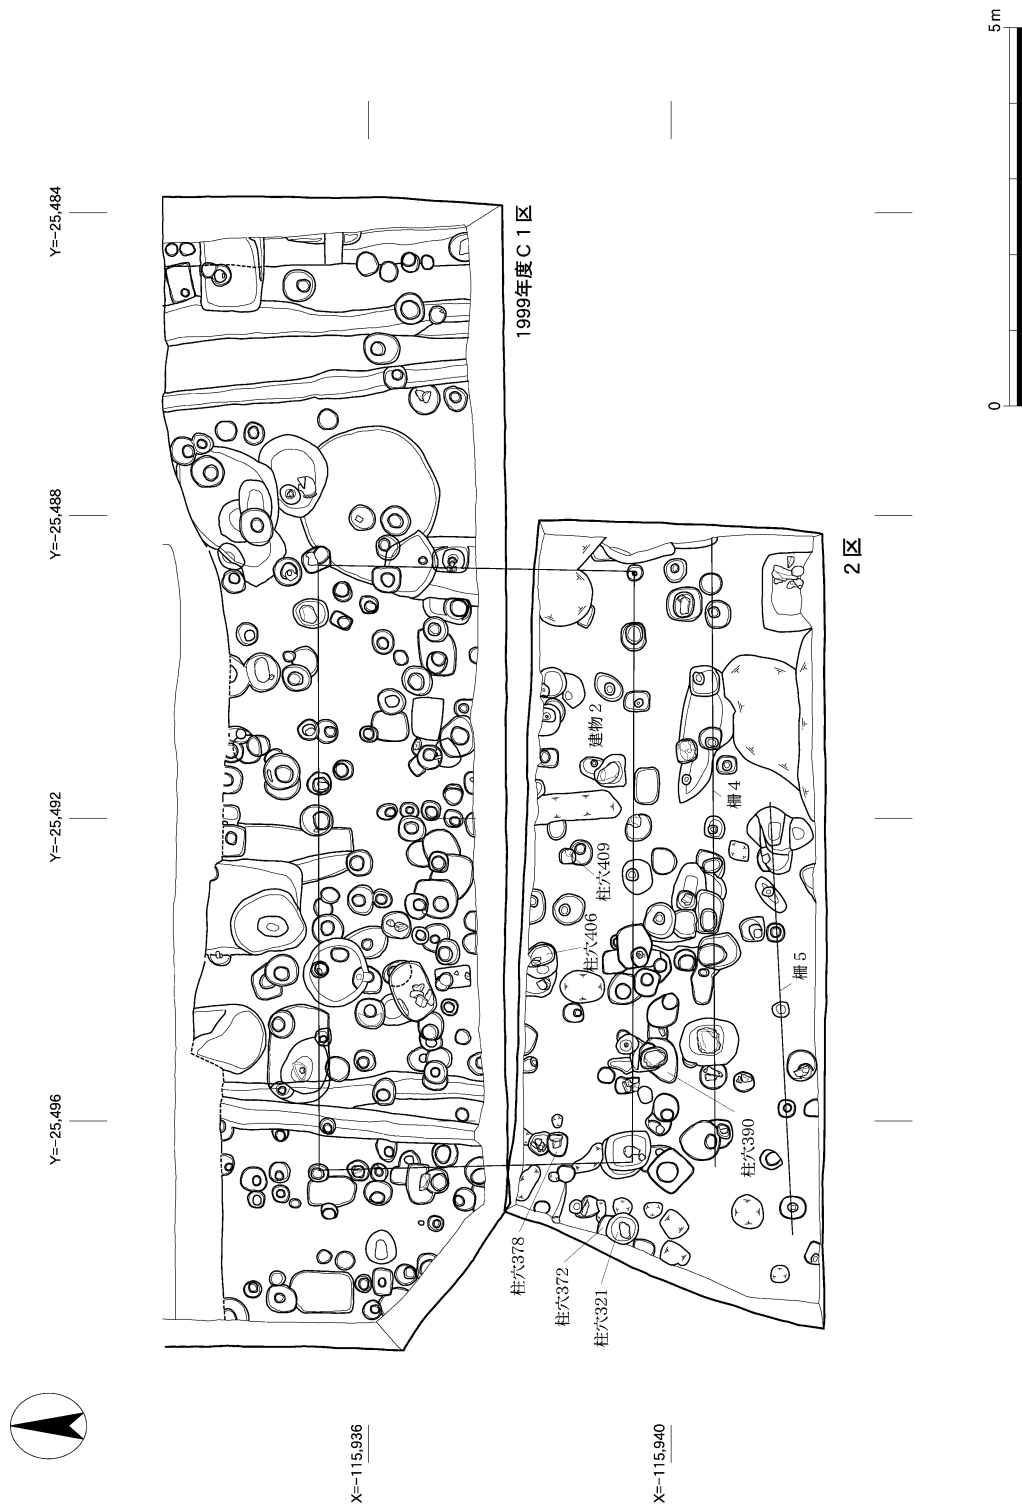 5m
0
Y=-25,484
Y=-25,488
Y=-25,492
Y=-25,496
X=-115,936
X=-115,940
1999年度C1区
2区
建物2
柵4
柵5
柱穴409
柱穴406
柱穴390
柱穴378
柱穴372
柱穴321